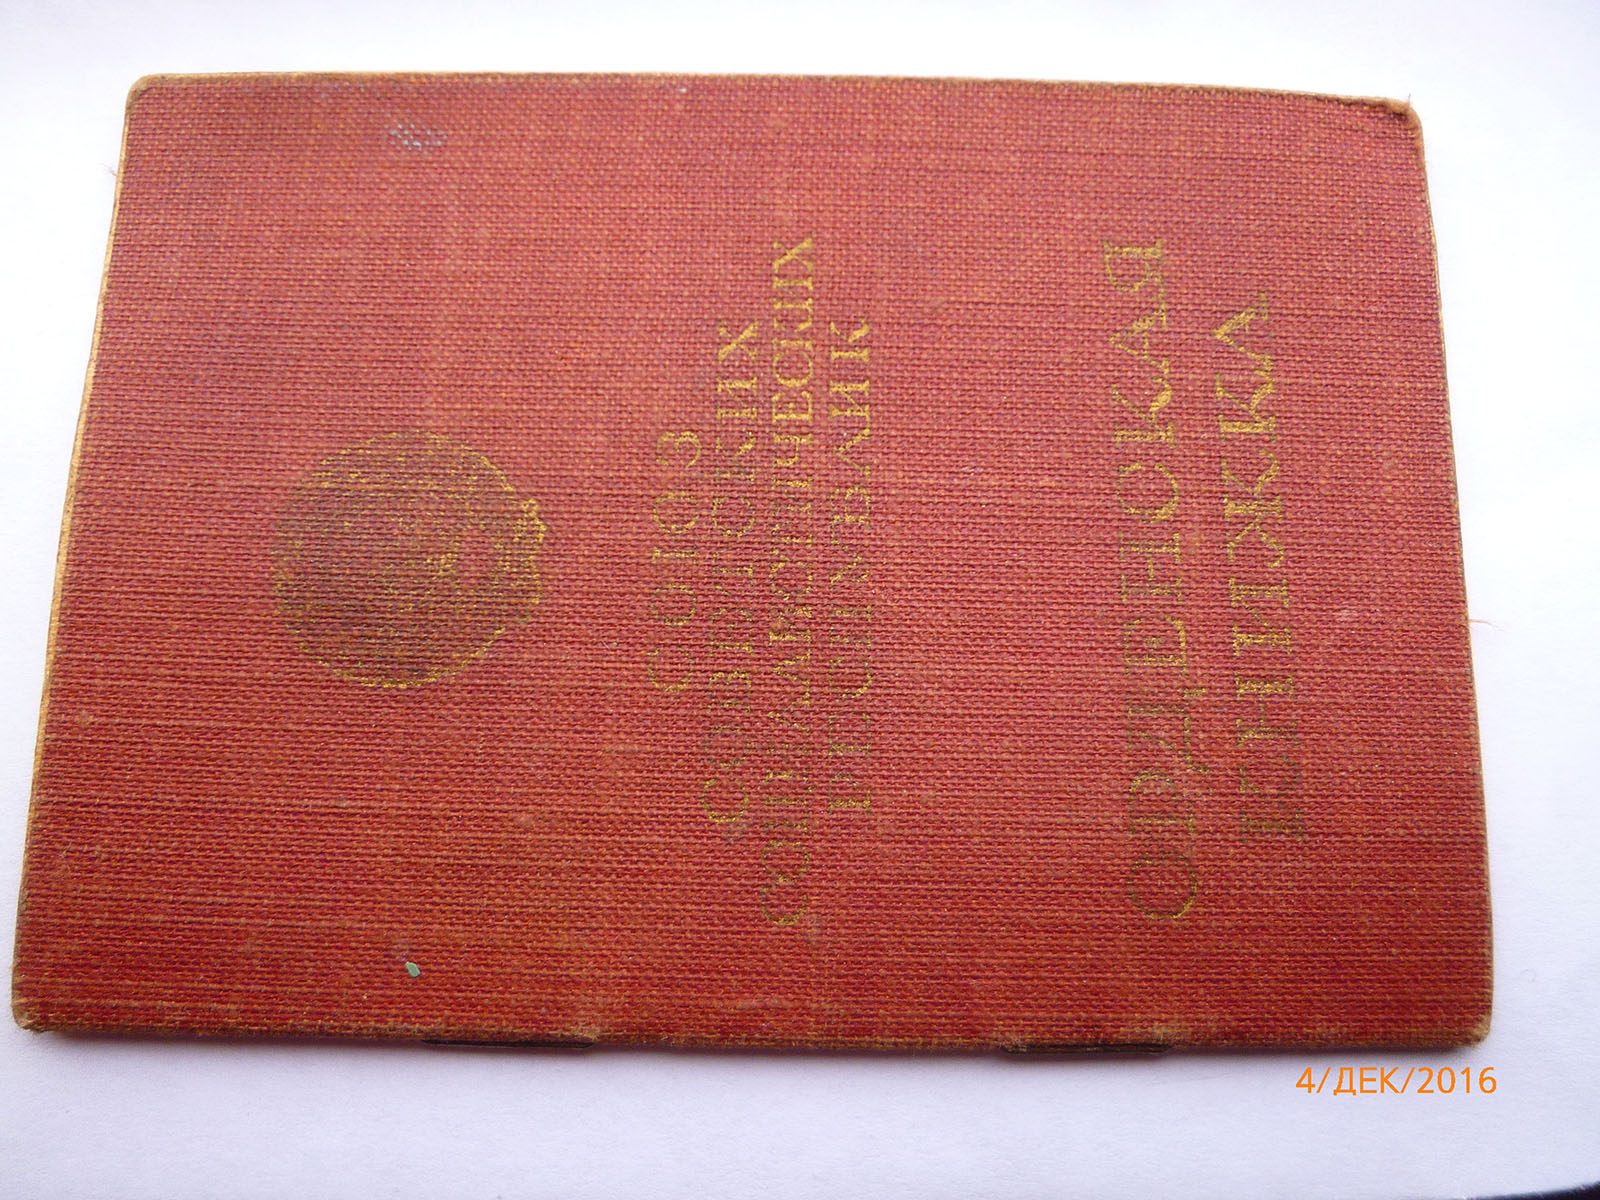 СОЮЗ
СОВЕТСКИХ
СОЦИАЛИСТИЧЕСКИХ
РЕСПУБЛИК
ОРДЕНСКАЯ
КНИЖКА
4/ДЕК/2016